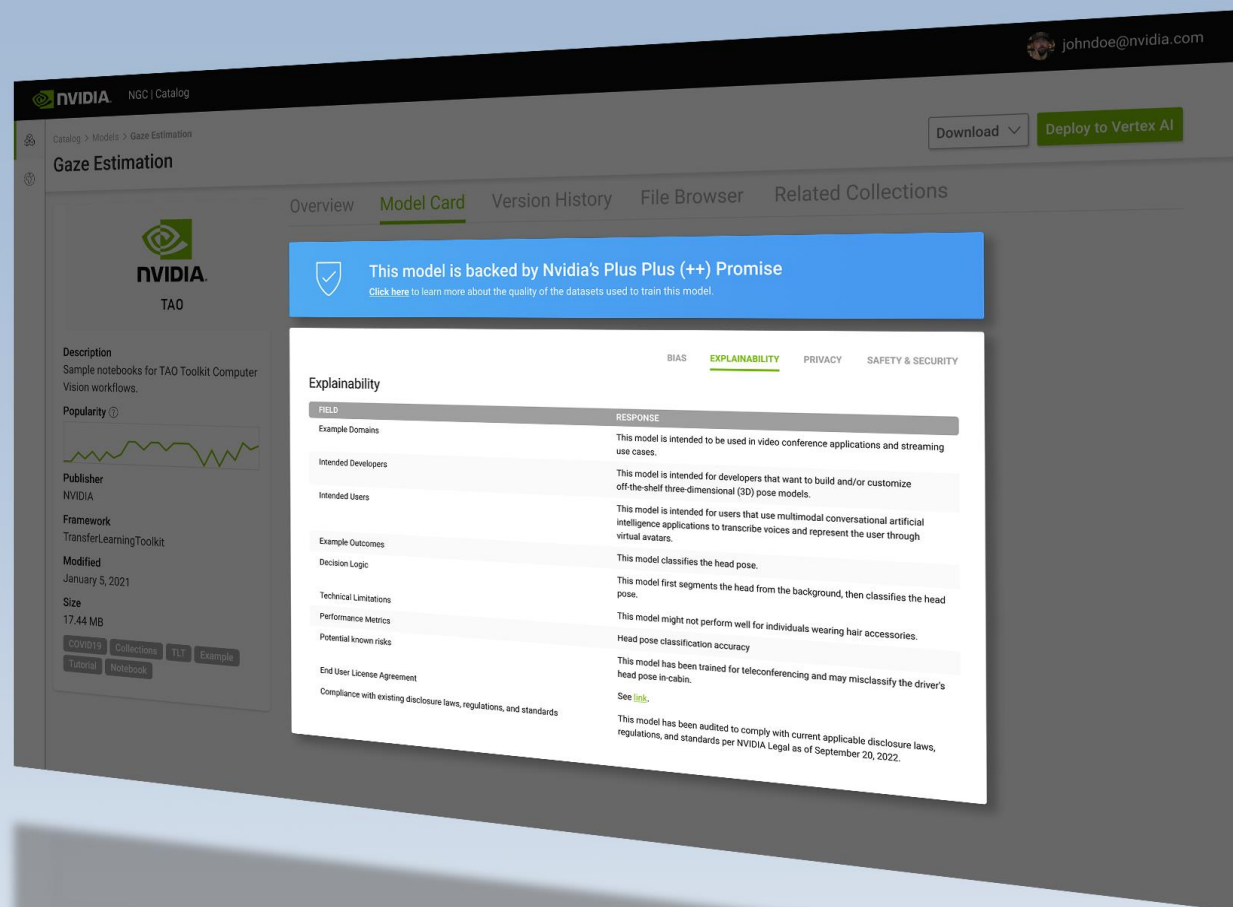 johndoe@nvidia.com
NVIDIA. NGC | Catalog
Catalog > Models > Gaze Estimation
Gaze Estimation
Download
Deploy to Vertex AI
Overview Model Card Version History File Browser Related Collections
NVIDIA.
TAO
Description
Sample notebooks for TAO Toolkit Computer
Vision workflows.
Popularity ?
Publisher
NVIDIA
Framework
TransferLearningToolkit
Modified
January 5, 2021
Size
17.44 MB
COVID19 Collections TLT Example
Tutorial Notebook
This model is backed by Nvidia's Plus Plus (++) Promise
Click here to learn more about the quality of the datasets used to train this model.
BIAS EXPLAINABILITY PRIVACY SAFETY & SECURITY
Explainability
FIELD RESPONSE
Example Domains This model is intended to be used in video conference applications and streaming
use cases.
Intended Developers This model is intended for developers that want to build and/or customize
off-the-shelf three-dimensional (3D) pose models.
Intended Users This model is intended for users that use multimodal conversational artificial
intelligence applications to transcribe voices and represent the user through
virtual avatars.
Example Outcomes This model classifies the head pose.
Decision Logic This model first segments the head from the background, then classifies the head
pose.
Technical Limitations This model might not perform well for individuals wearing hair accessories.
Performance Metrics Head pose classification accuracy
Potential known risks This model has been trained for teleconferencing and may misclassify the driver's
head pose in-cabin.
End User License Agreement See link.
Compliance with existing disclosure laws, regulations, and standards This model has been audited to comply with current applicable disclosure laws,
regulations, and standards per NVIDIA Legal as of September 20, 2022.